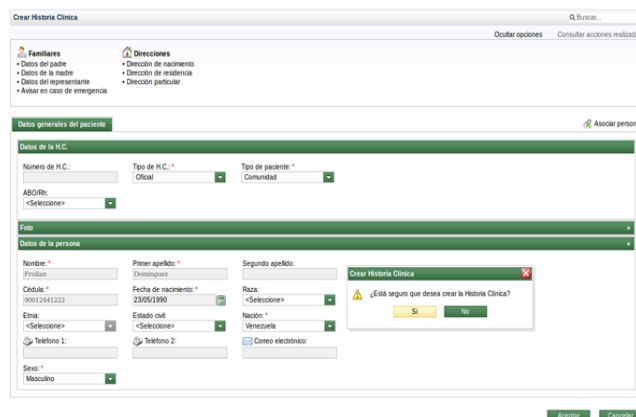 Crear Historia Clínica
Buscar...
Ocultar opciones Consultar acciones realizad
Familiares
• Datos del padre
• Datos de la madre
• Datos del representante
• Avisar en caso de emergencia
Direcciones
• Dirección de nacimiento
• Dirección de residencia
• Dirección particular
Datos generales del paciente
Asociar person
Datos de la H.C.
Número de H.C.: Tipo de H.C.: * Tipo de paciente: *
Oficial Comunidad
ABO/Rh:
<Seleccione>
Foto
Datos de la persona
Nombre: * Primer apellido: * Segundo apellido:
Froilan Dominguez
Cédula: * Fecha de nacimiento: * Raza:
90012441222 23/05/1990 <Seleccione>
Etnia: Estado civil: Nación: *
<Seleccione> <Seleccione> Venezuela
Teléfono 1: Teléfono 2: Correo electrónico:
Sexo: *
Masculino
Crear Historia Clínica
¿Está seguro que desea crear la Historia Clínica?
Sí No
Aceptar Cancelar